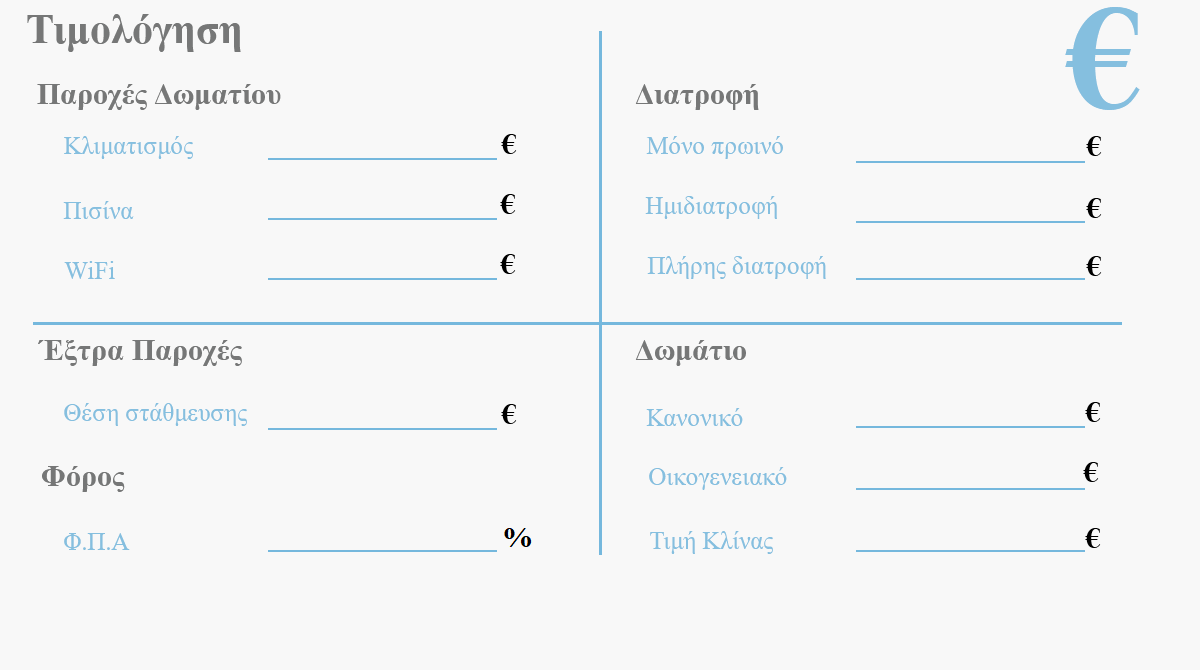 Τιμολόγηση
€
Παροχές Δωματίου
Κλιματισμός €
Πισίνα €
WiFi €
Διατροφή
Μόνο πρωινό €
Ημιδιατροφή €
Πλήρης διατροφή €
Έξτρα Παροχές
Θέση στάθμευσης €
Φόρος
Φ.Π.Α %
Δωμάτιο
Κανονικό €
Οικογενειακό €
Τιμή Κλίνας €